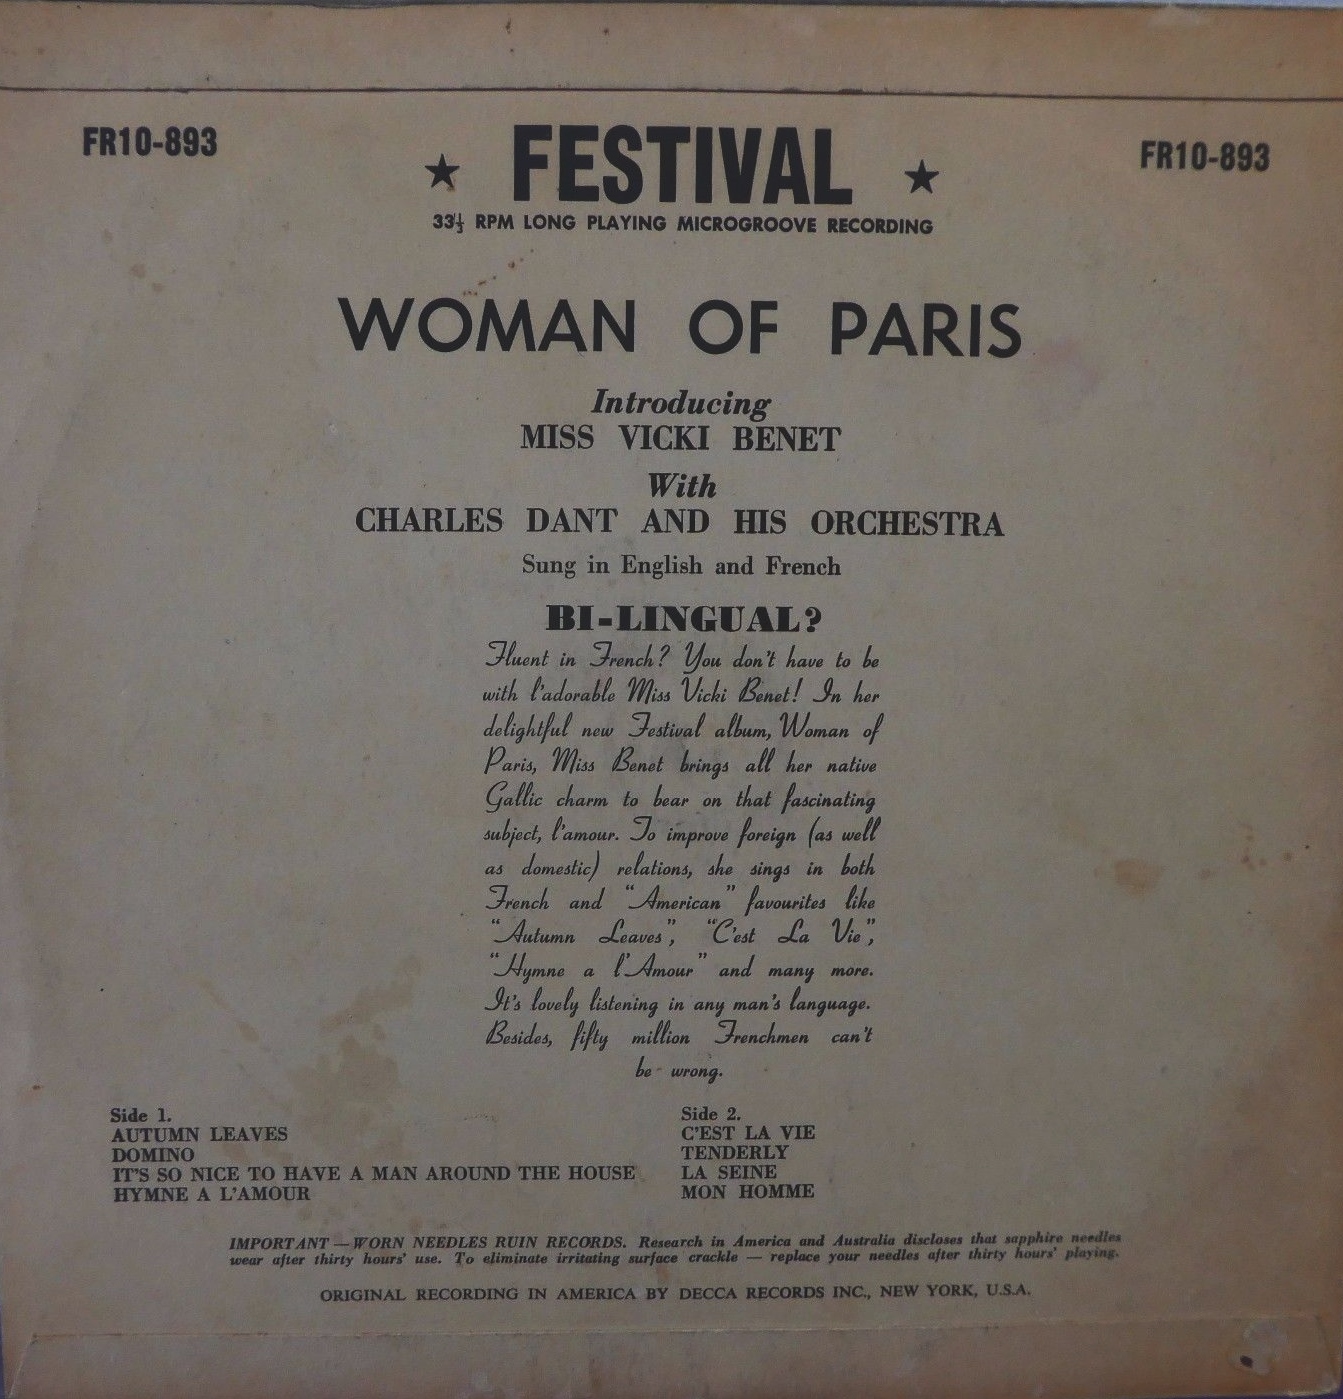 FR10-893
FESTIVAL
FR10-893
33⅓ RPM LONG PLAYING MICROGROOVE RECORDING
WOMAN OF PARIS
Introducing
MISS VICKI BENET
With
CHARLES DANT AND HIS ORCHESTRA
Sung in English and French
BI-LINGUAL?
Fluent in French? You don't have to be
with l'adorable Miss Vicki Benet! In her
delightful new Festival album, Woman of
Paris, Miss Benet brings all her native
Gallic charm to bear on that fascinating
subject, l'amour. To improve foreign (as well
as domestic) relations, she sings in both
French and "American" favourites like
"Autumn Leaves", "C'est La Vie",
"Hymne a l'Amour" and many more.
It's lovely listening in any man's language.
Besides, fifty million Frenchmen can't
be wrong.
Side 1.
AUTUMN LEAVES
DOMINO
IT'S SO NICE TO HAVE A MAN AROUND THE HOUSE
HYMNE A L'AMOUR
Side 2.
C'EST LA VIE
TENDERLY
LA SEINE
MON HOMME
IMPORTANT — WORN NEEDLES RUIN RECORDS. Research in America and Australia discloses that sapphire needles
wear after thirty hours' use. To eliminate irritating surface crackle — replace your needles after thirty hours' playing.
ORIGINAL RECORDING IN AMERICA BY DECCA RECORDS INC., NEW YORK, U.S.A.